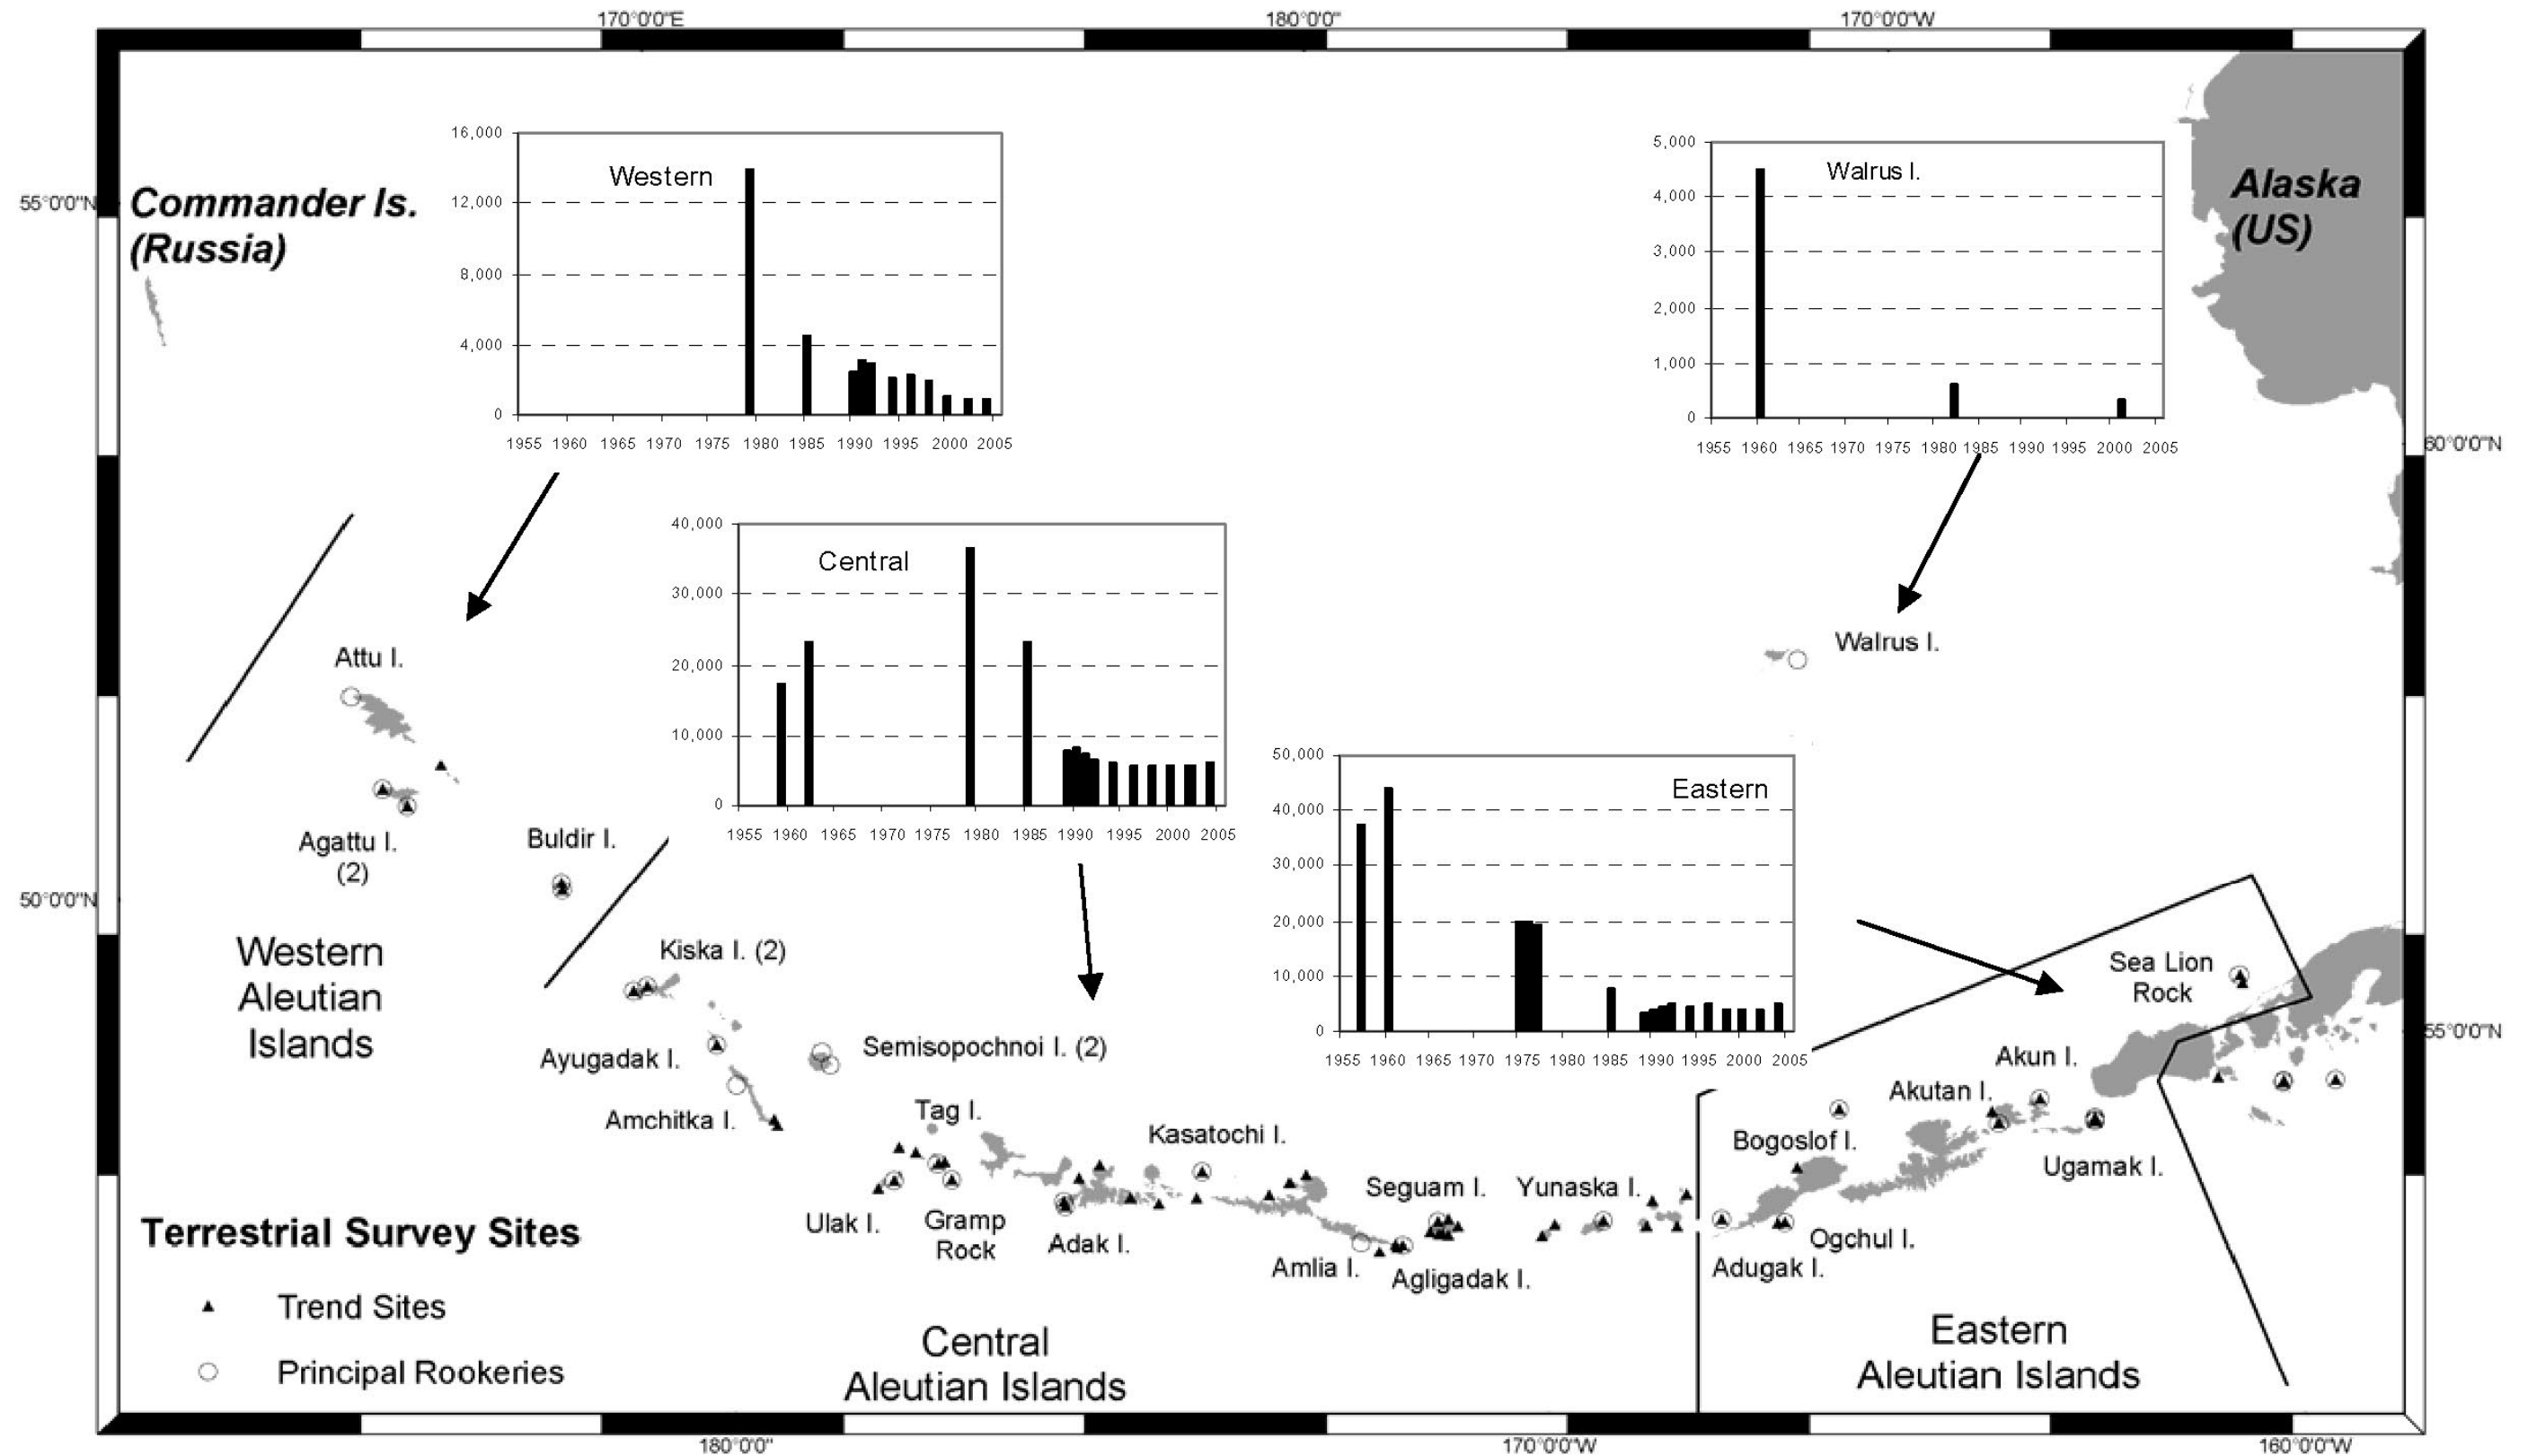 170°0'0"E
180°0'0"
170°0'0"W
55°0'0"N
Commander Is.
(Russia)
Alaska
(US)
16,000
12,000
8,000
4,000
0
Western
1955 1960 1965 1970 1975 1980 1985 1990 1995 2000 2005
5,000
4,000
3,000
2,000
1,000
0
Walrus I.
1955 1960 1965 1970 1975 1980 1985 1990 1995 2000 2005
60°0'0"N
40,000
30,000
20,000
10,000
0
Central
1955 1960 1965 1970 1975 1980 1985 1990 1995 2000 2005
Walrus I.
Attu I.
Agattu I.
(2)
Buldir I.
50,000
40,000
30,000
20,000
10,000
0
Eastern
1955 1960 1965 1970 1975 1980 1985 1990 1995 2000 2005
50°0'0"N
Western
Aleutian
Islands
Kiska I. (2)
Sea Lion
Rock
55°0'0"N
Ayugadak I.
Semisopochnoi I. (2)
Akun I.
Akutan I.
Amchitka I.
Tag I.
Kasatochi I.
Bogoslof I.
Ugamak I.
Seguam I.
Yunaska I.
Ulak I.
Gramp
Rock
Adak I.
Ogchul I.
Amlia I.
Agligadak I.
Adugak I.
Terrestrial Survey Sites
Trend Sites
Principal Rookeries
Central
Aleutian Islands
Eastern
Aleutian Islands
180°0'0"
170°0'0"W
160°0'0"W